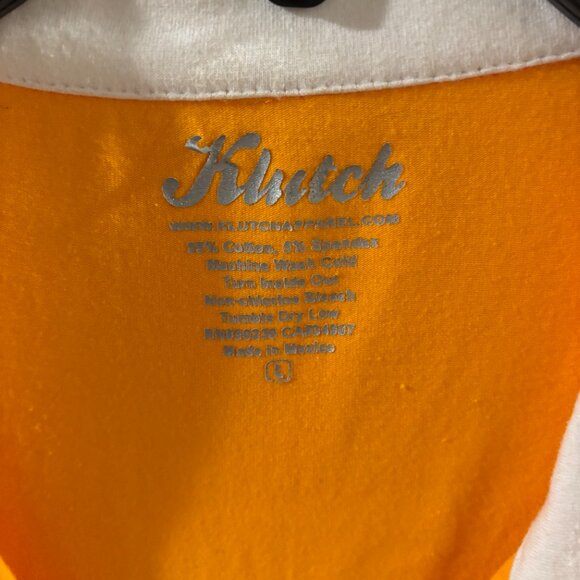 Klutch
WWW.KLUTCHAPPAREL.COM
95% Cotton, 5% Spandex
Machine Wash Cold
Turn Inside Out
Non-chlorine Bleach
Tumble Dry Low
Made in Mexico
L